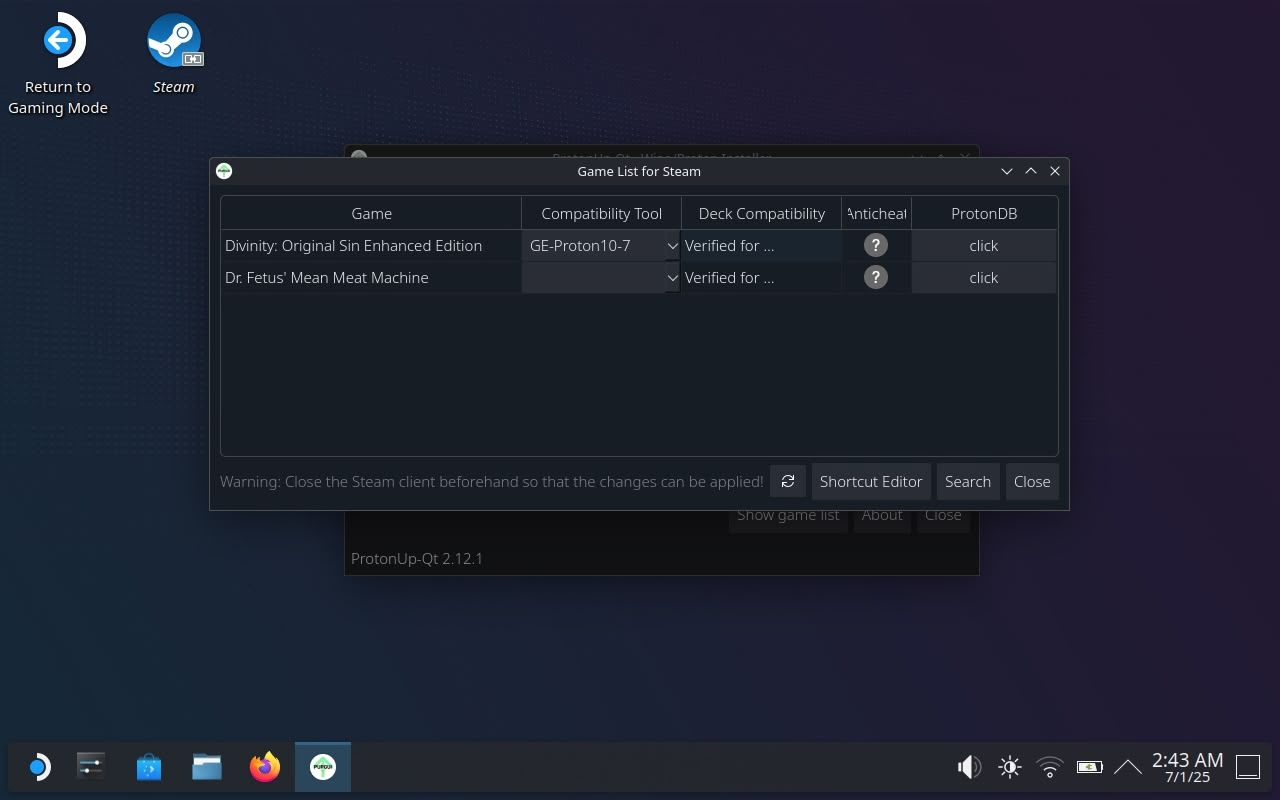 Return to
Gaming Mode
Steam
ProtonUp-Qt - Wine/Proton Installer
Game List for Steam
Game
Compatibility Tool
Deck Compatibility
Anticheat
ProtonDB
Divinity: Original Sin Enhanced Edition
GE-Proton10-7
Verified for ...
?
click
Dr. Fetus' Mean Meat Machine
Verified for ...
?
click
Warning: Close the Steam client beforehand so that the changes can be applied!
Shortcut Editor
Search
Close
Show game list
About
Close
ProtonUp-Qt 2.12.1
PUPGUI
2:43 AM
7/1/25